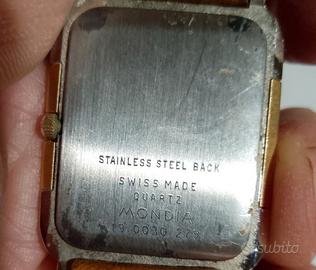 STAINLESS STEEL BACK
SWISS MADE
QUARTZ
MONDIA
subito